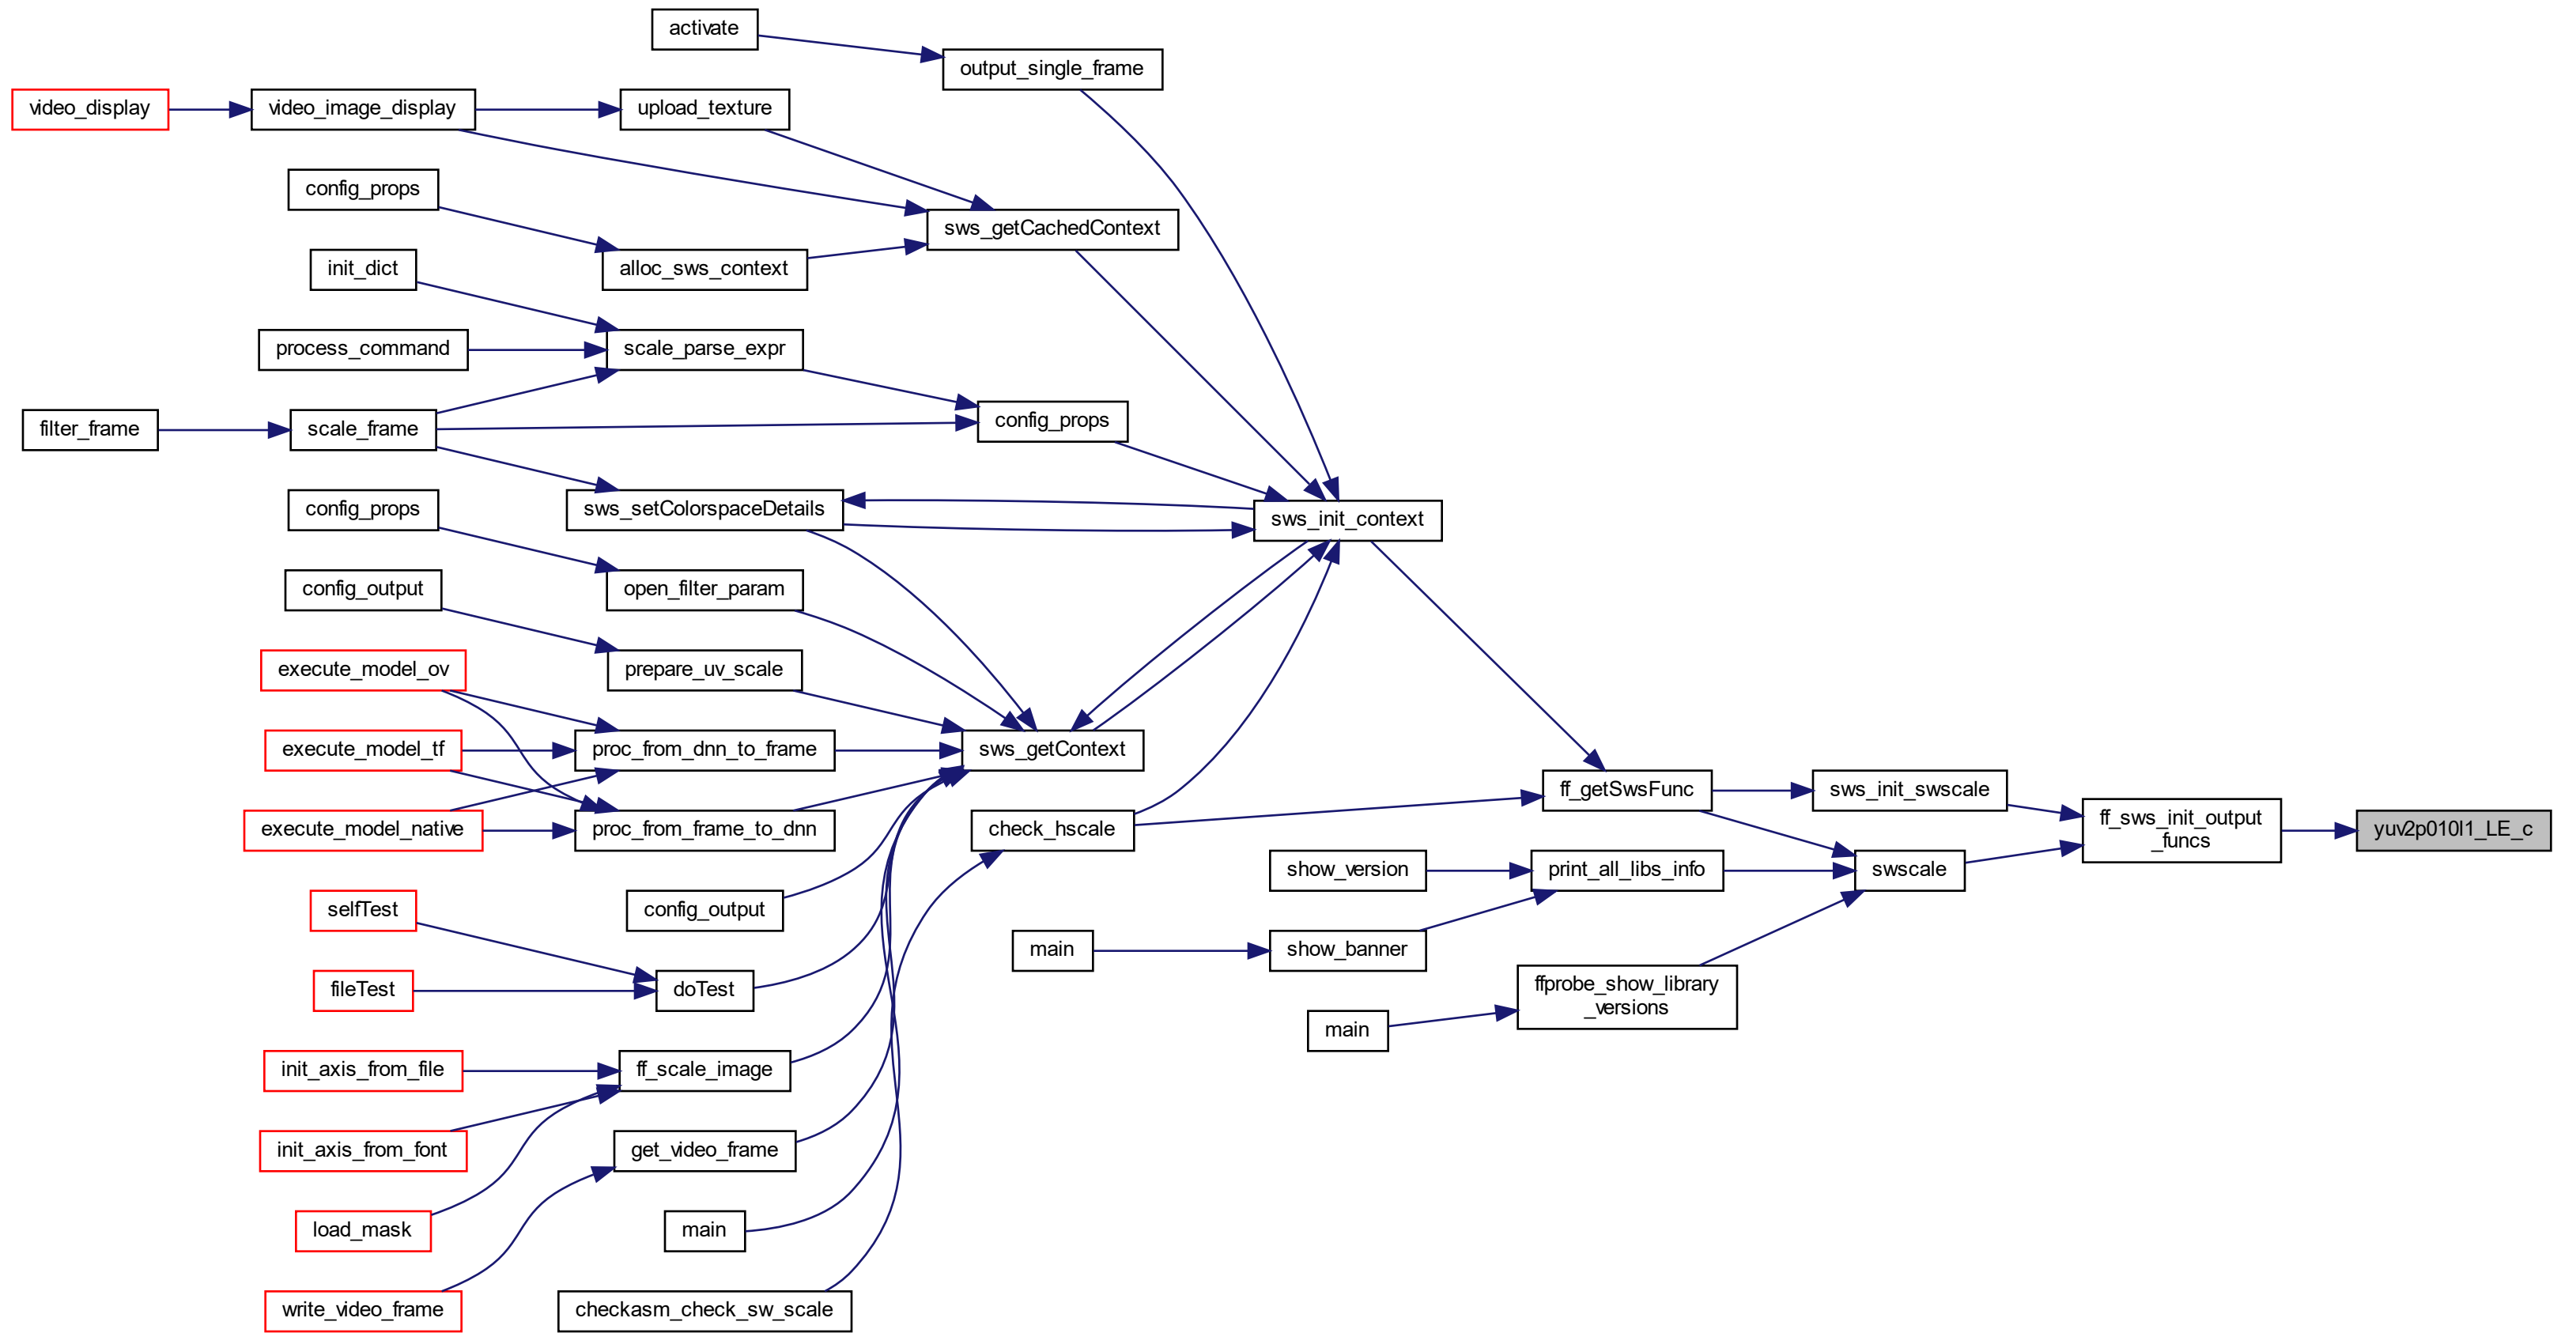 activate
output_single_frame
video_display
video_image_display
upload_texture
config_props
sws_getCachedContext
init_dict
alloc_sws_context
process_command
scale_parse_expr
filter_frame
scale_frame
config_props
config_props
sws_setColorspaceDetails
sws_init_context
config_output
open_filter_param
execute_model_ov
prepare_uv_scale
execute_model_tf
proc_from_dnn_to_frame
sws_getContext
execute_model_native
proc_from_frame_to_dnn
check_hscale
ff_getSwsFunc
sws_init_swscale
ff_sws_init_output
_funcs
yuv2p010l1_LE_c
show_version
print_all_libs_info
swscale
selfTest
config_output
main
show_banner
fileTest
doTest
ffprobe_show_library
_versions
main
init_axis_from_file
ff_scale_image
init_axis_from_font
get_video_frame
load_mask
main
write_video_frame
checkasm_check_sw_scale